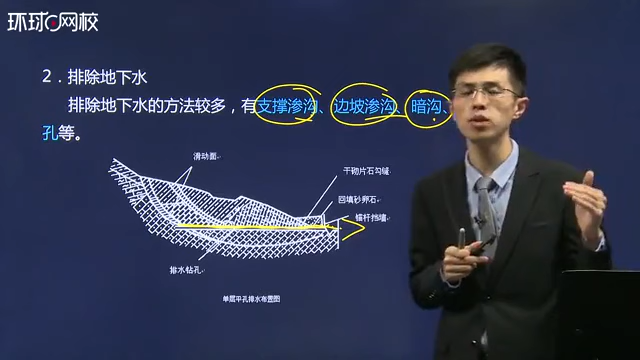 环球网校
2．排除地下水
排除地下水的方法较多，有支撑渗沟、边坡渗沟、暗沟、
孔等。
滑动面
干砌片石勾缝
回填砂卵石
锚杆挡墙
排水钻孔
单层平孔排水布置图